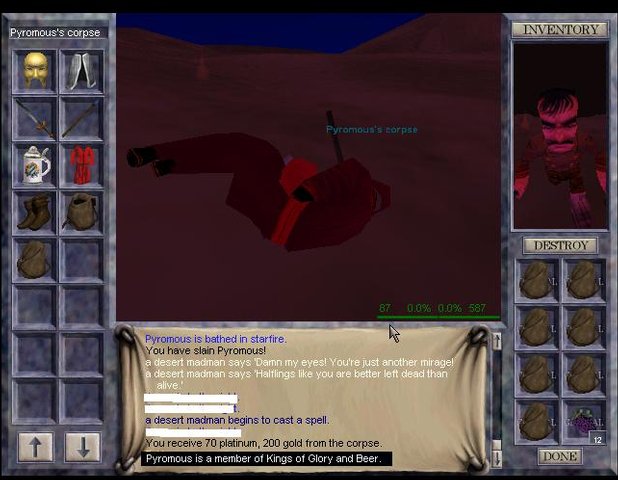 Pyromous's corpse
INVENTORY
Pyromous's corpse
DESTROY
87 0.0% 0.0% 587
Pyromous is bathed in starfire.
You have slain Pyromous!
a desert madman says 'Damn my eyes! You're just another mirage!
a desert madman says 'Halflings like you are better left dead than
alive.'
a desert madman begins to cast a spell.
You receive 70 platinum, 200 gold from the corpse.
Pyromous is a member of Kings of Glory and Beer.
12
DONE